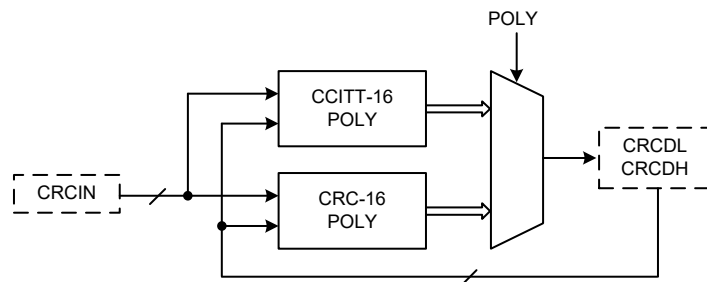 POLY
CCITT-16
POLY
CRCDL
CRCDH
CRCIN
CRC-16
POLY